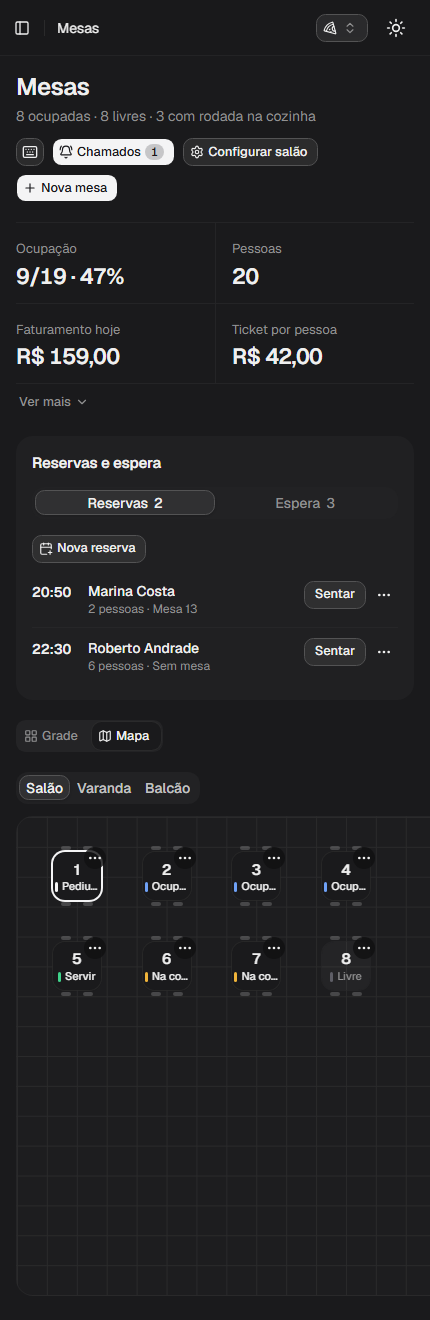 Mesas
Mesas
8 ocupadas · 8 livres · 3 com rodada na cozinha
Chamados 1
Configurar salão
Nova mesa
Ocupação
9/19 · 47%
Pessoas
20
Faturamento hoje
R$ 159,00
Ticket por pessoa
R$ 42,00
Ver mais
Reservas e espera
Reservas 2
Espera 3
Nova reserva
20:50
Marina Costa
2 pessoas · Mesa 13
Sentar
22:30
Roberto Andrade
6 pessoas · Sem mesa
Sentar
Grade
Mapa
Salão
Varanda
Balcão
1
Pediu...
2
Ocup...
3
Ocup...
4
Ocup...
5
Servir
6
Na co...
7
Na co...
8
Livre